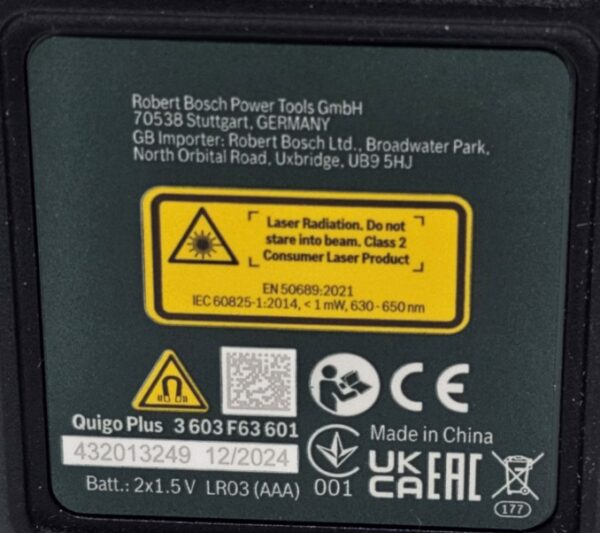 Robert Bosch Power Tools GmbH
70538 Stuttgart, GERMANY
GB Importer: Robert Bosch Ltd., Broadwater Park,
North Orbital Road, Uxbridge, UB9 5HJ
Laser Radiation. Do not
stare into beam. Class 2
Consumer Laser Product
EN 50689:2021
IEC 60825-1:2014, < 1 mW, 630 - 650 nm
CE
Quigo Plus 3 603 F63 601
Made in China
432013249 12/2024
UK
CA EAC
Batt.: 2x1.5 V LR03 (AAA)
001
177